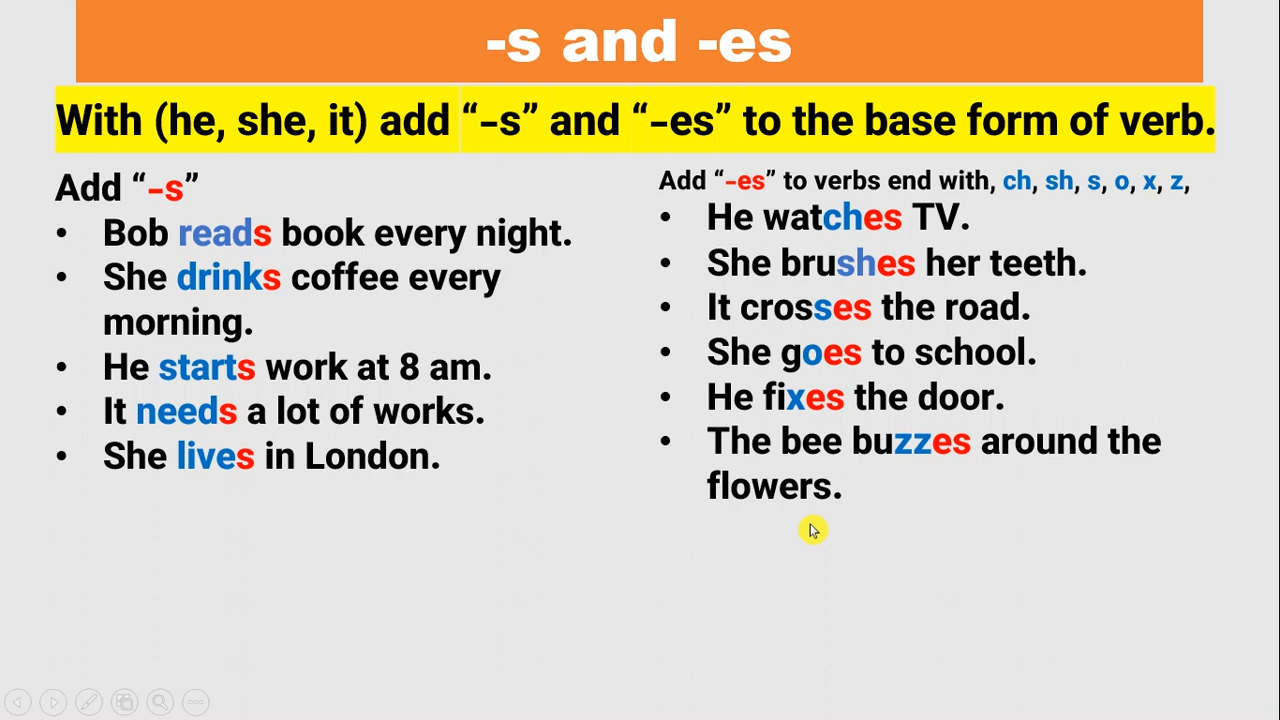 -s and -es
With (he, she, it) add “–s” and “–es” to the base form of verb.
Add “–s”
• Bob reads book every night.
• She drinks coffee every
morning.
• He starts work at 8 am.
• It needs a lot of works.
• She lives in London.
Add “–es” to verbs end with, ch, sh, s, o, x, z,
• He watches TV.
• She brushes her teeth.
• It crosses the road.
• She goes to school.
• He fixes the door.
• The bee buzzes around the
flowers.